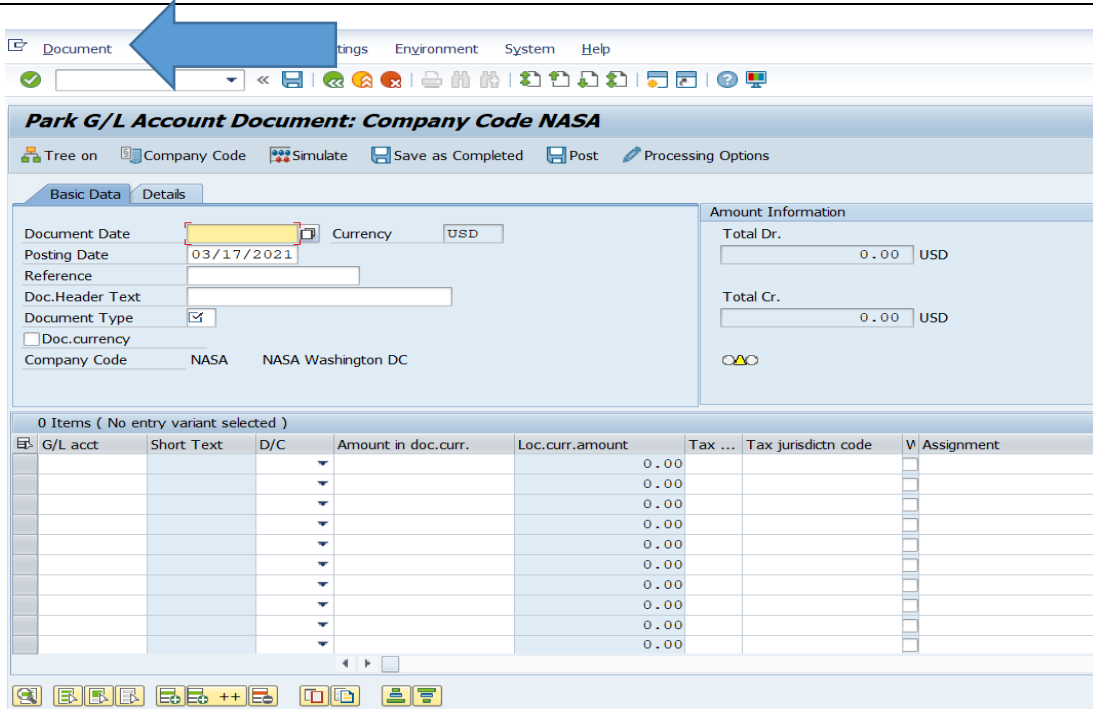 Document tings Environment System Help
Park G/L Account Document: Company Code NASA
Tree on Company Code Simulate Save as Completed Post Processing Options
Basic Data Details
Amount Information
Document Date Currency USD Total Dr.
Posting Date 03/17/2021 0.00 USD
Reference
Doc.Header Text Total Cr.
Document Type 0.00 USD
Doc.currency
Company Code NASA NASA Washington DC
0 Items ( No entry variant selected )
G/L acct Short Text D/C Amount in doc.curr. Loc.curr.amount Tax ... Tax jurisdictn code W Assignment
0.00
0.00
0.00
0.00
0.00
0.00
0.00
0.00
0.00
0.00
++